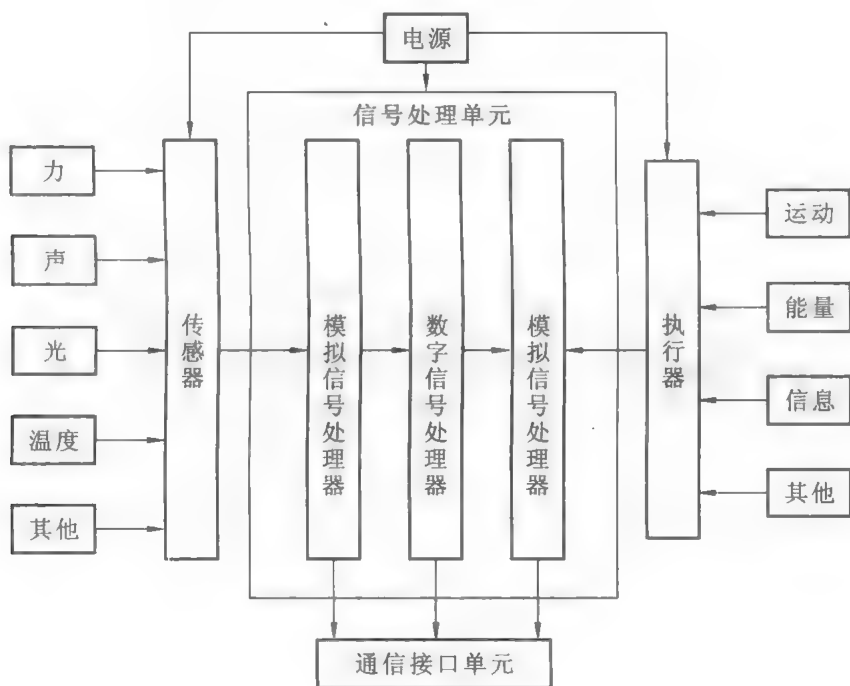 电源
信号处理单元
力
声
光
温度
其他
传感器
模拟信号处理器
数字信号处理器
模拟信号处理器
执行器
运动
能量
信息
其他
通信接口单元